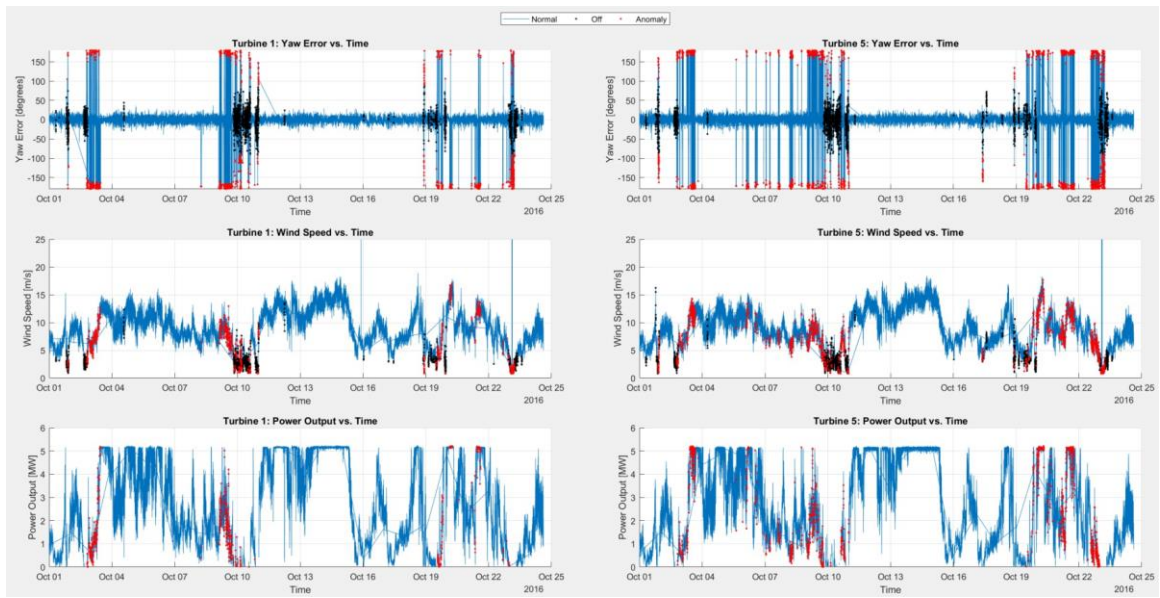 Normal Off Anomaly
Turbine 1: Yaw Error vs. Time
Yaw Error [degrees]
150
100
50
0
-50
-100
-150
Oct 01 Oct 04 Oct 07 Oct 10 Oct 13 Oct 16 Oct 19 Oct 22 Oct 25
Time 2016
Turbine 5: Yaw Error vs. Time
Yaw Error [degrees]
150
100
50
0
-50
-100
-150
Oct 01 Oct 04 Oct 07 Oct 10 Oct 13 Oct 16 Oct 19 Oct 22 Oct 25
Time 2016
Turbine 1: Wind Speed vs. Time
Wind Speed [m/s]
25
20
15
10
5
0
Oct 01 Oct 04 Oct 07 Oct 10 Oct 13 Oct 16 Oct 19 Oct 22 Oct 25
Time 2016
Turbine 5: Wind Speed vs. Time
Wind Speed [m/s]
25
20
15
10
5
0
Oct 01 Oct 04 Oct 07 Oct 10 Oct 13 Oct 16 Oct 19 Oct 22 Oct 25
Time 2016
Turbine 1: Power Output vs. Time
Power Output [MW]
6
5
4
3
2
1
0
Oct 01 Oct 04 Oct 07 Oct 10 Oct 13 Oct 16 Oct 19 Oct 22 Oct 25
Time 2016
Turbine 5: Power Output vs. Time
Power Output [MW]
6
5
4
3
2
1
0
Oct 01 Oct 04 Oct 07 Oct 10 Oct 13 Oct 16 Oct 19 Oct 22 Oct 25
Time 2016